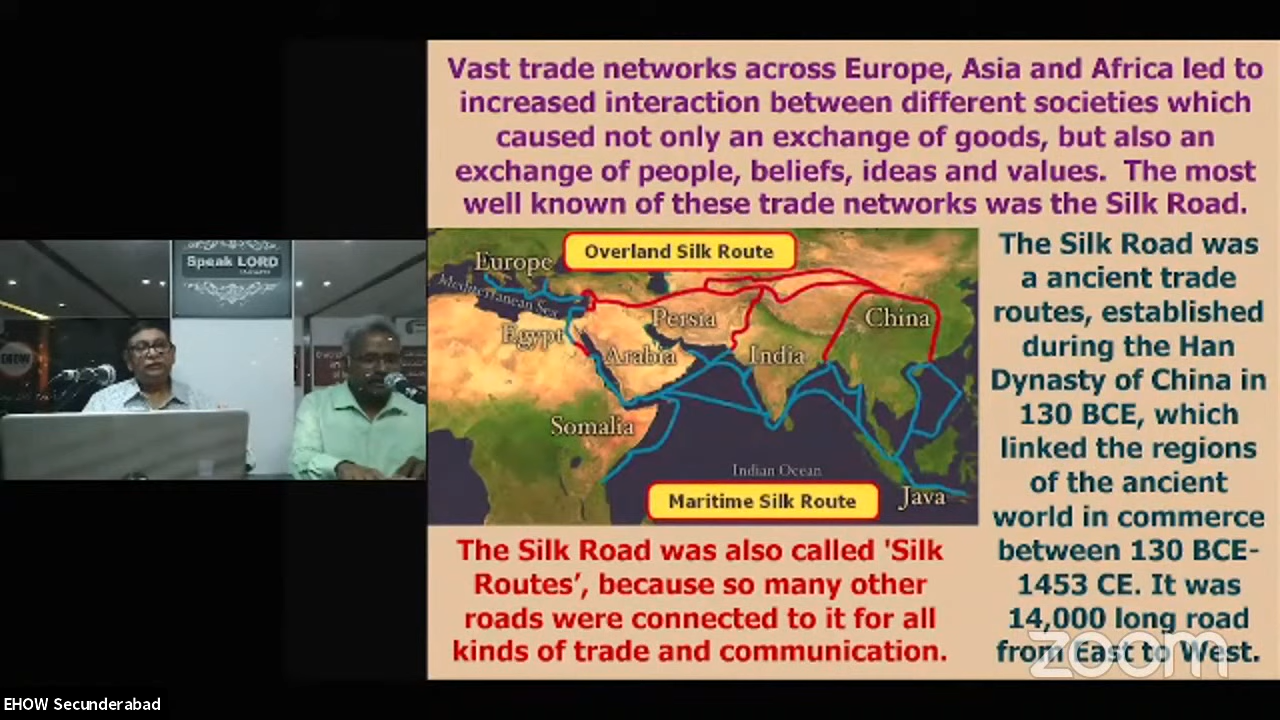 Vast trade networks across Europe, Asia and Africa led to
increased interaction between different societies which
caused not only an exchange of goods, but also an
exchange of people, beliefs, ideas and values. The most
well known of these trade networks was the Silk Road.
Overland Silk Route
Europe
Mediterranean Sea
Egypt
Persia
Arabia
India
China
Somalia
Indian Ocean
Java
Maritime Silk Route
The Silk Road was
a ancient trade
routes, established
during the Han
Dynasty of China in
130 BCE, which
linked the regions
of the ancient
world in commerce
between 130 BCE-
1453 CE. It was
14,000 long road
from East to West.
The Silk Road was also called 'Silk
Routes’, because so many other
roads were connected to it for all
kinds of trade and communication.
Speak LORD
EHOW
zoom
EHOW Secunderabad